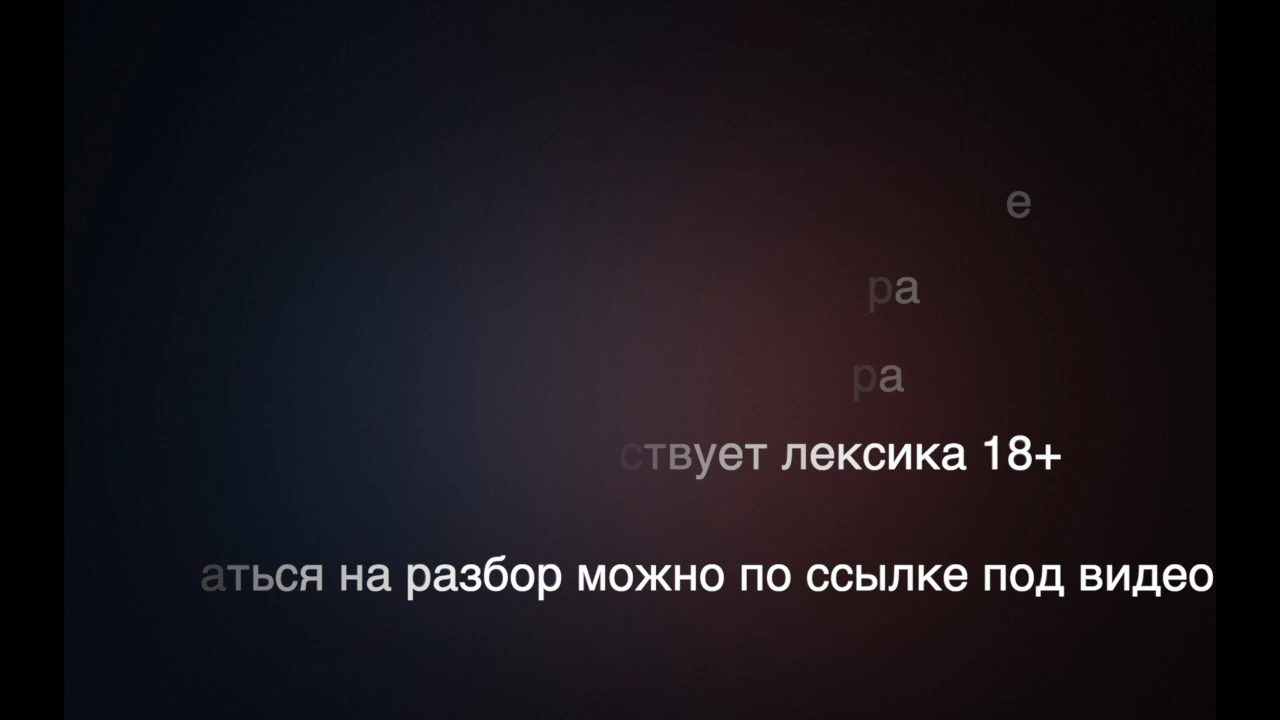 е
ра
ра
ствует лексика 18+
аться на разбор можно по ссылке под видео